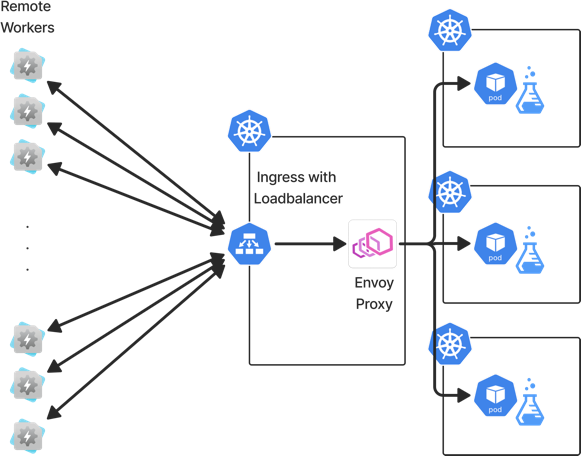 Remote
Workers
Ingress with
Loadbalancer
Envoy
Proxy
pod
pod
pod